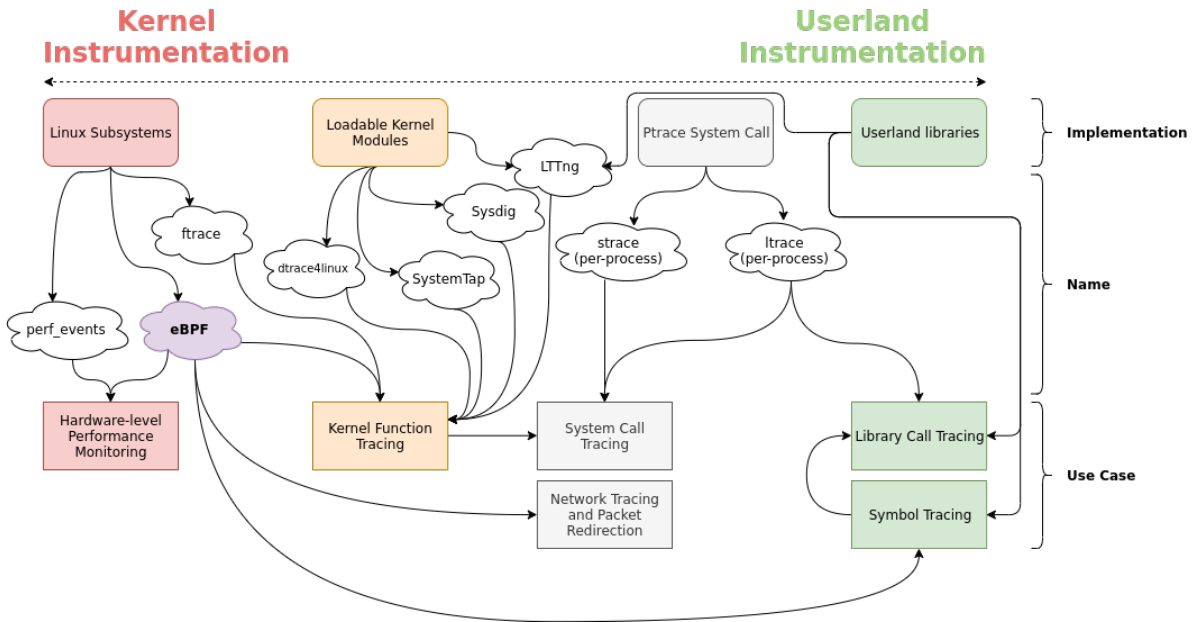 Kernel
Instrumentation
Userland
Instrumentation
Linux Subsystems
Loadable Kernel
Modules
Ptrace System Call
Userland libraries
Implementation
LTTng
Sysdig
ftrace
strace
(per-process)
ltrace
(per-process)
dtrace4linux
SystemTap
Name
perf_events
eBPF
Hardware-level
Performance
Monitoring
Kernel Function
Tracing
System Call
Tracing
Library Call Tracing
Use Case
Network Tracing
and Packet
Redirection
Symbol Tracing